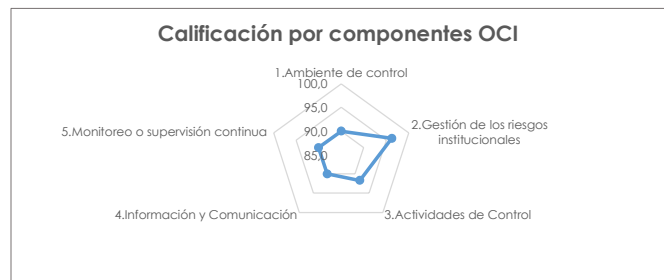 Calificación por componentes OCI
1.Ambiente de control
100,0
95,0
90,0
85,0
2.Gestión de los riesgos
institucionales
3.Actividades de Control
4.Información y Comunicación
5.Monitoreo o supervisión continua